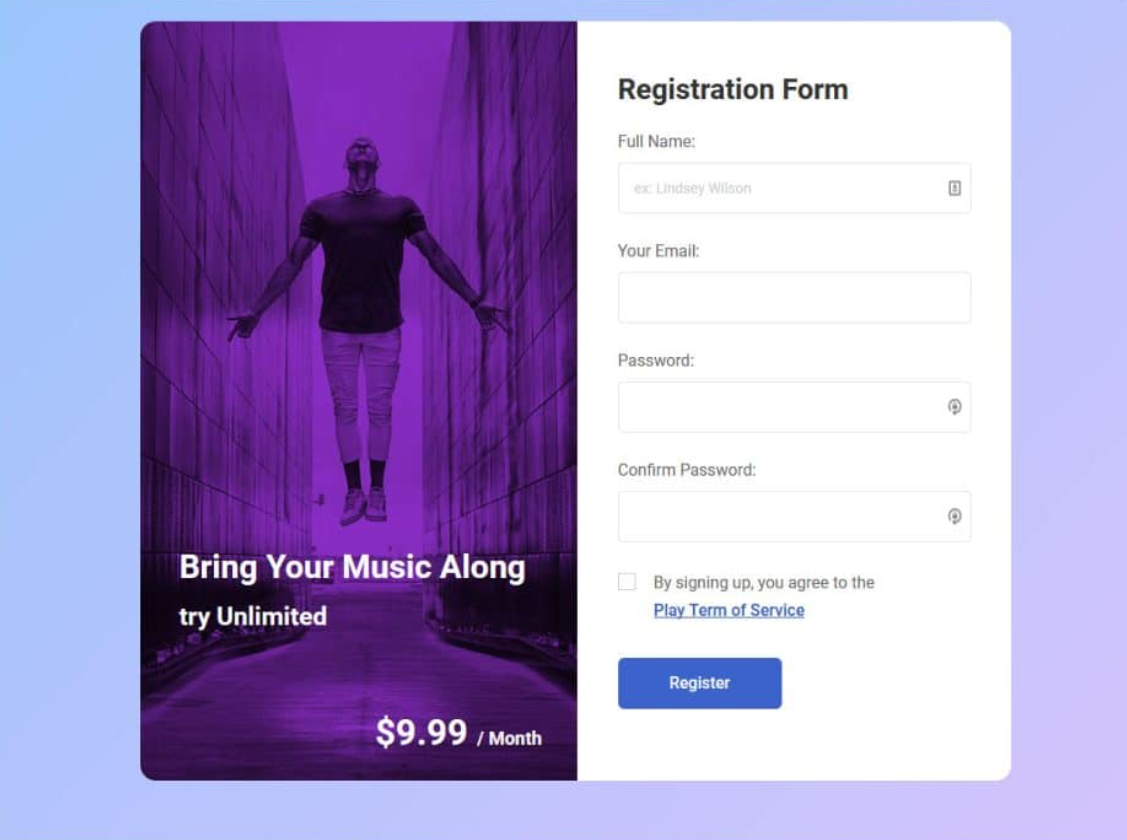 Bring Your Music Along
try Unlimited
$9.99 / Month
Registration Form
Full Name:
ex: Lindsey Wilson
Your Email:
Password:
Confirm Password:
By signing up, you agree to the
Play Term of Service
Register